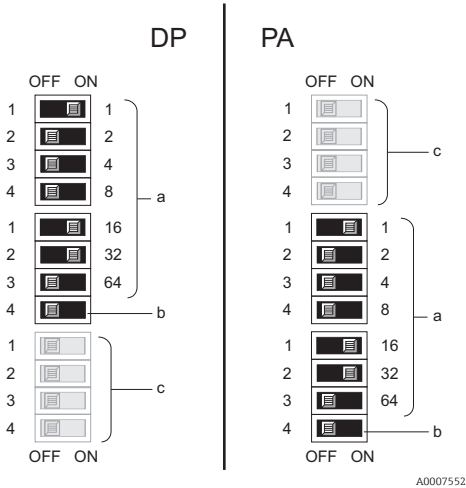 DP
OFF ON
1 1
2 2
3 4
4 8
a
1 16
2 32
3 64
4 b
1
2
3
4
c
OFF ON
PA
OFF ON
1
2
3
4
c
1 1
2 2
3 4
4 8
a
1 16
2 32
3 64
4 b
OFF ON
A0007552